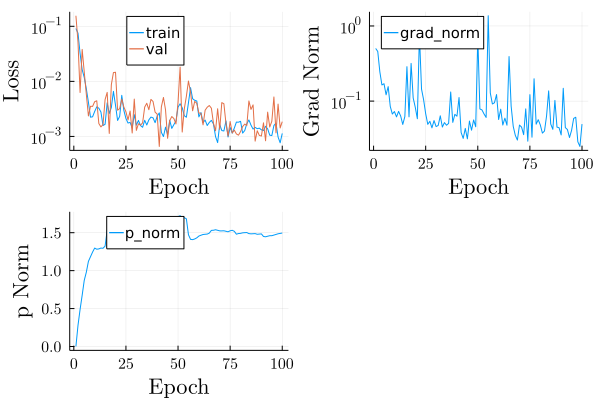 Loss
10⁻¹
10⁻²
10⁻³
train
val
0 25 50 75 100
Epoch
Grad Norm
10⁰
10⁻¹
grad_norm
0 25 50 75 100
Epoch
p Norm
1.5
1.0
0.5
0.0
p_norm
0 25 50 75 100
Epoch